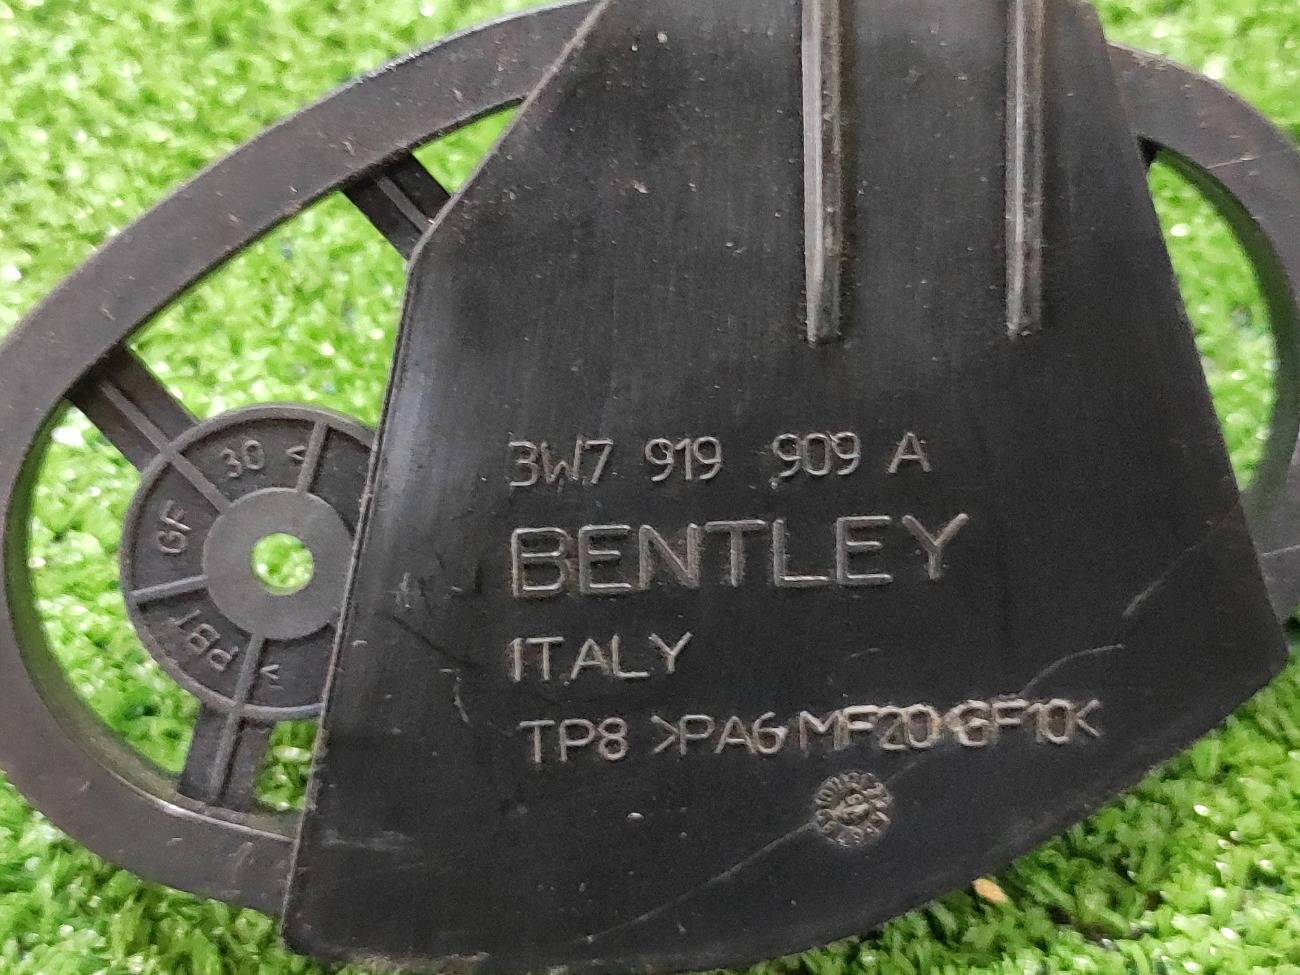 3W7 919 909 A
BENTLEY
ITALY
TP8 >PA6 MF20 GF10<
> PBT GF 30 <